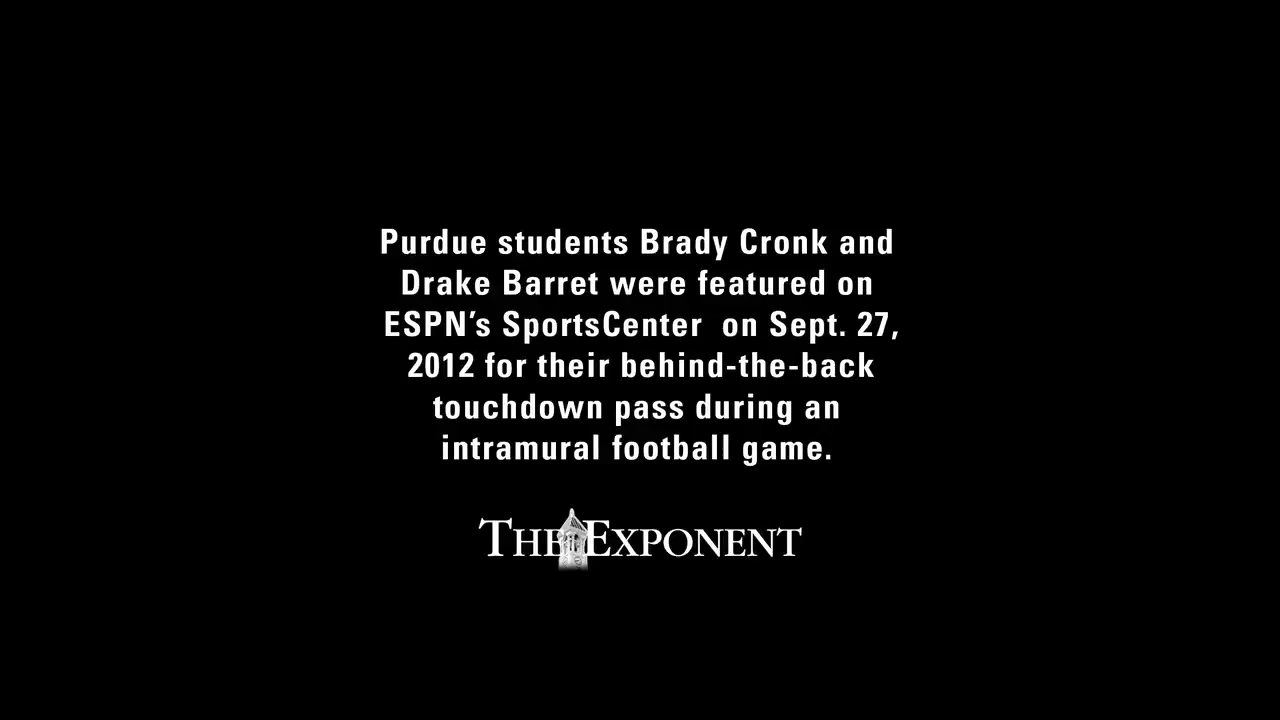 Purdue students Brady Cronk and
Drake Barret were featured on
ESPN’s SportsCenter  on Sept. 27,
2012 for their behind-the-back
touchdown pass during an
intramural football game.
THE EXPONENT